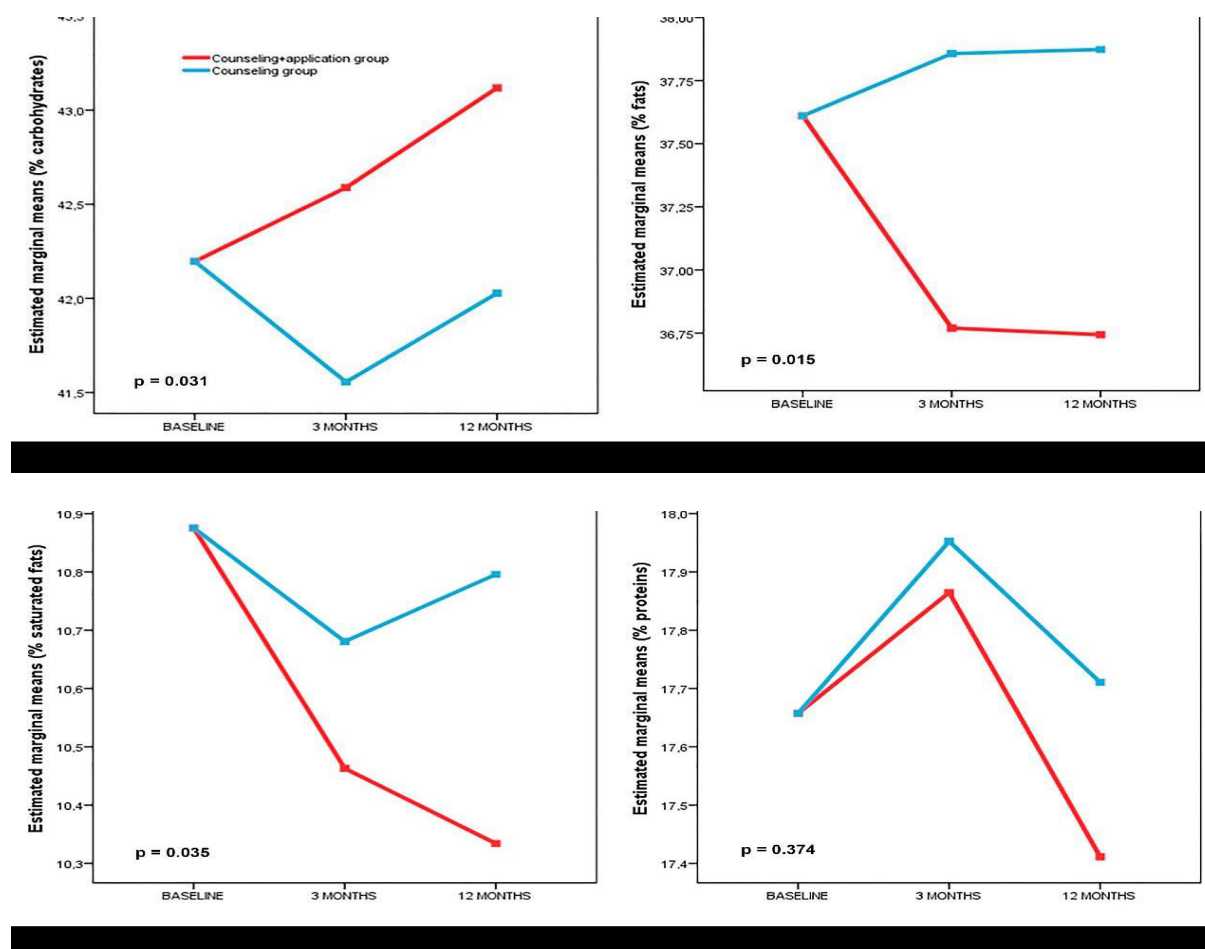 43,5
Counseling+application group
Counseling group
43,0
42,5
42,0
41,5
Estimated marginal means (% carbohydrates)
p = 0.031
BASELINE 3 MONTHS 12 MONTHS
38,00
37,75
37,50
37,25
37,00
36,75
Estimated marginal means (% fats)
p = 0.015
BASELINE 3 MONTHS 12 MONTHS
10,9
10,8
10,7
10,6
10,5
10,4
10,3
Estimated marginal means (% saturated fats)
p = 0.035
BASELINE 3 MONTHS 12 MONTHS
18,0
17,9
17,8
17,7
17,6
17,5
17,4
Estimated marginal means (% proteins)
p = 0.374
BASELINE 3 MONTHS 12 MONTHS